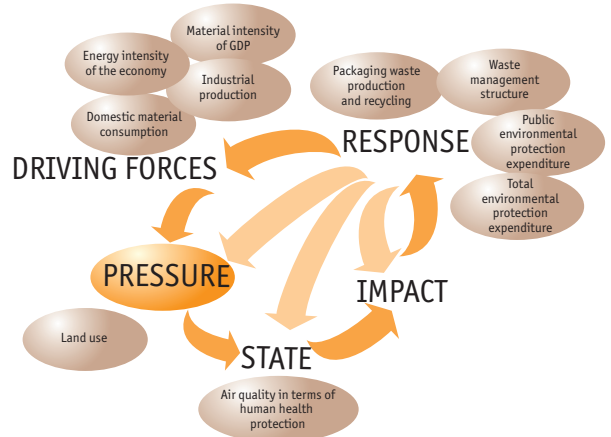 Material intensity
of GDP
Energy intensity
of the economy
Industrial
production
Domestic material
consumption
Packaging waste
production
and recycling
Waste
management
structure
Public
environmental
protection
expenditure
Total
environmental
protection
expenditure
RESPONSE
DRIVING FORCES
PRESSURE
IMPACT
Land use
STATE
Air quality in terms of
human health
protection